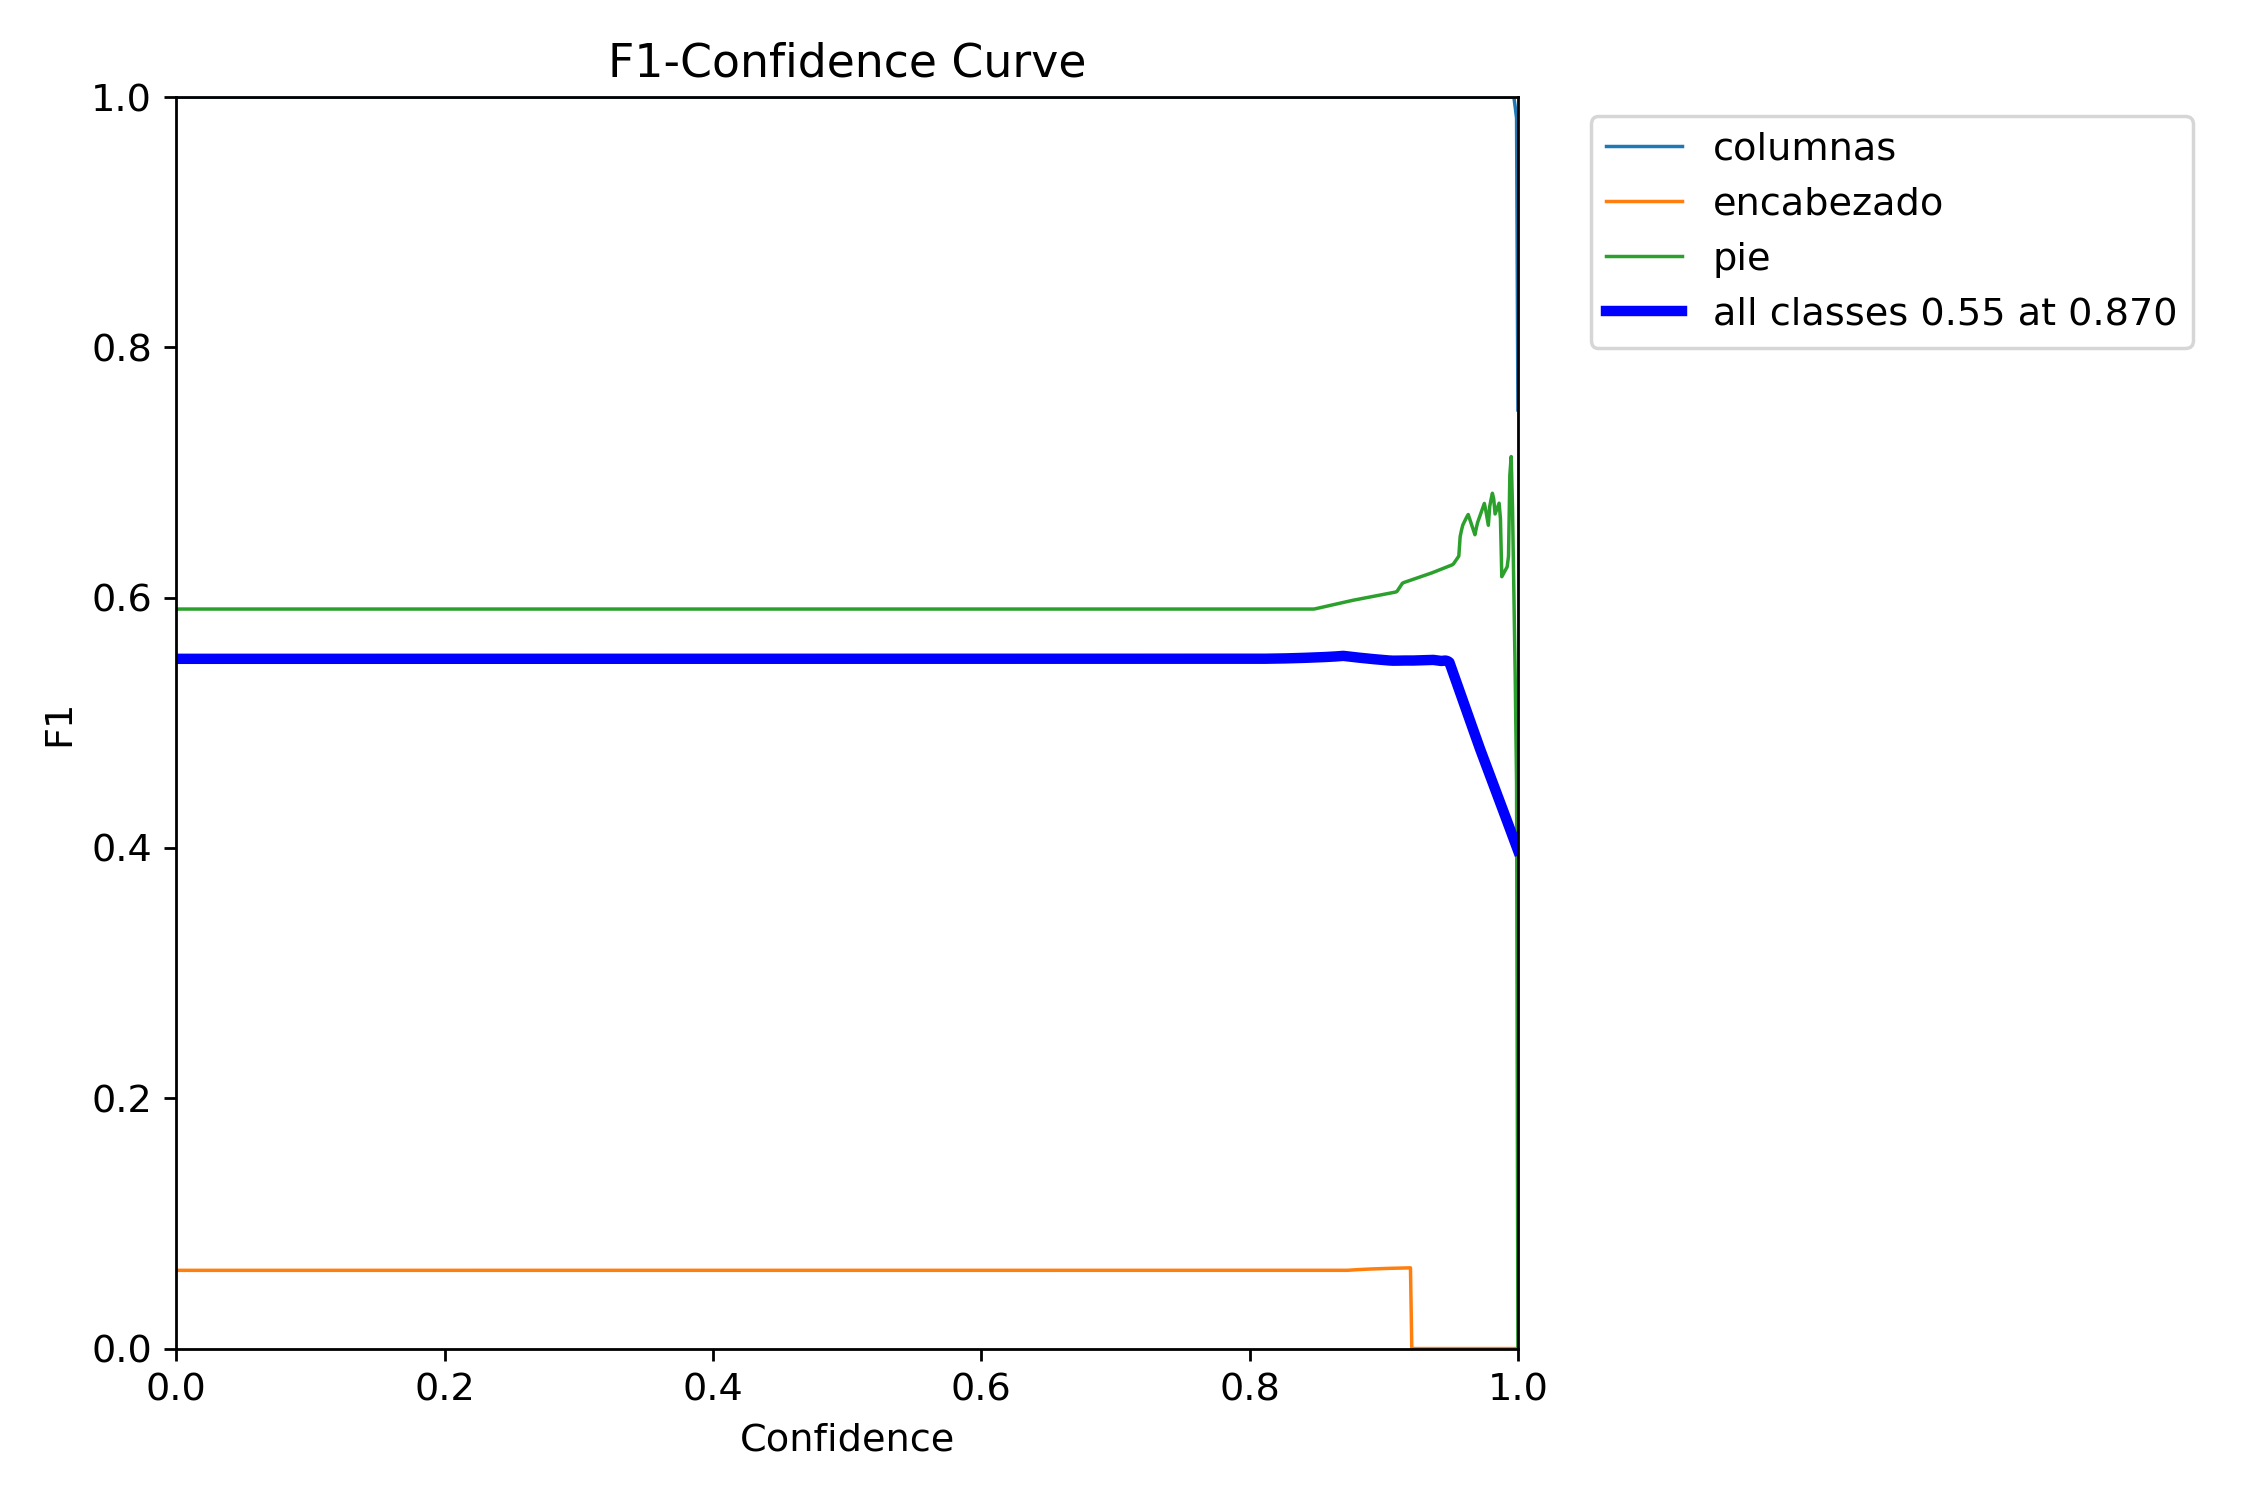 F1-Confidence Curve
1.0
0.8
0.6
0.4
0.2
0.0
F1
0.0 0.2 0.4 0.6 0.8 1.0
Confidence
columnas
encabezado
pie
all classes 0.55 at 0.870